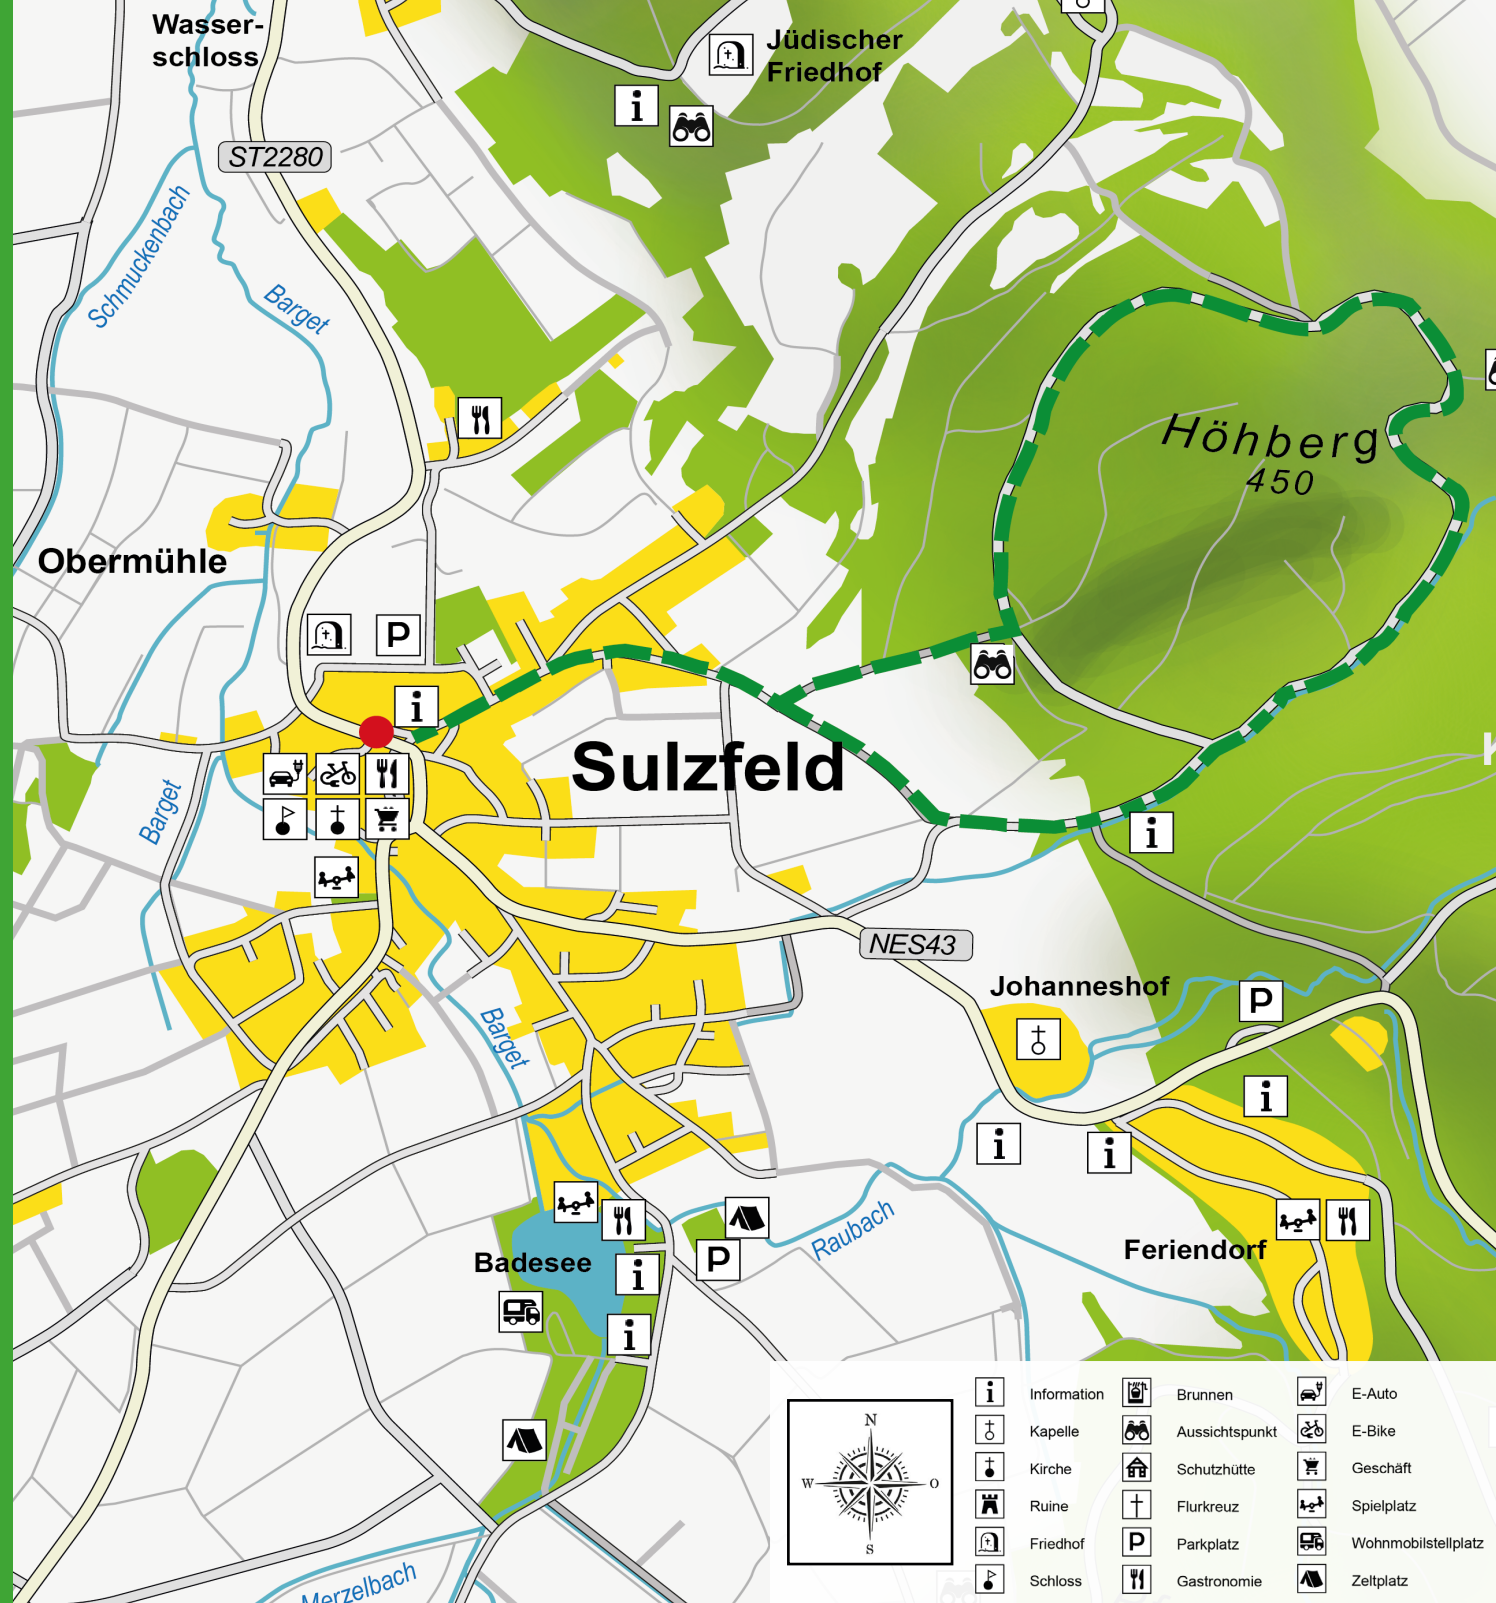 Wasser-
schloss
Jüdischer
Friedhof
ST2280
Schmuckenbach
Barget
Höhberg
450
Obermühle
P
Sulzfeld
Barget
NES43
Johanneshof
P
Barget
Raubach
Feriendorf
Badesee
P
Merzelbach
N
W
O
S
Information
Kapelle
Kirche
Ruine
Friedhof
Schloss
Brunnen
Aussichtspunkt
Schutzhütte
Flurkreuz
P Parkplatz
Gastronomie
E-Auto
E-Bike
Geschäft
Spielplatz
Wohnmobilstellplatz
Zeltplatz